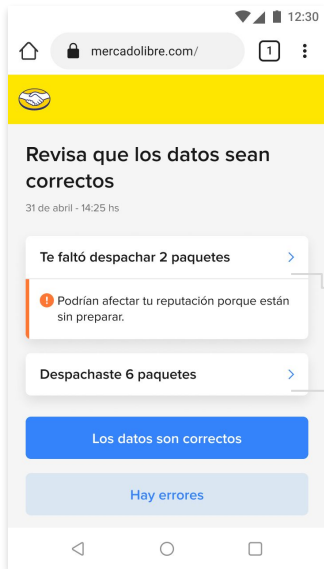 12:30
mercadolibre.com/
1
Revisa que los datos sean
correctos
31 de abril - 14:25 hs
Te faltó despachar 2 paquetes
Podrían afectar tu reputación porque están
sin preparar.
Despachaste 6 paquetes
Los datos son correctos
Hay errores